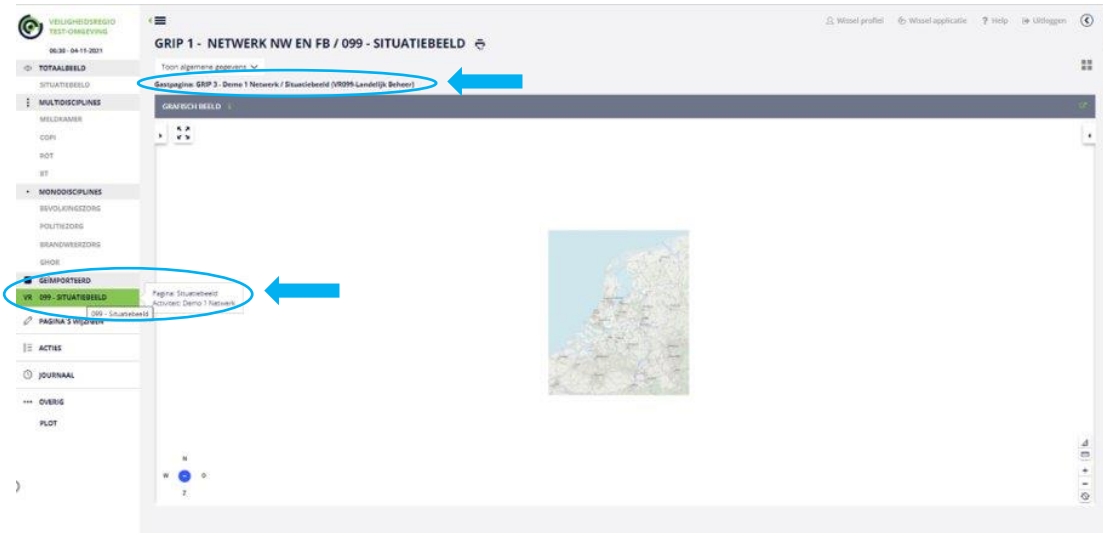 VEILIGHEIDSREGIO
TEST-OMGEVING
06:30 - 04-11-2021
Wissel profiel
Wissel applicatie
? Help
Uitloggen
GRIP 1 - NETWERK NW EN FB / 099 - SITUATIEBEELD
Toon algemene gegevens
Gastpagina: GRIP 3 - Demo 1 Netwerk / Situatiebeeld (VR099-Landelijk Beheer)
GRAFISCH BEELD
TOTAALBEELD
SITUATIEBEELD
MULTIDISCIPLINES
MELDKAMER
COPI
ROT
BT
MONODISCIPLINES
BEVOLKINGSZORG
POLITIEZORG
BRANDWEERZORG
GHOR
GEÏMPORTEERD
VR 099 - SITUATIEBEELD
Pagina: Situatiebeeld
Activiteit: Demo 1 Netwerk
099 - Situatiebeeld
PAGINA'S WIJZIGEN
ACTIES
JOURNAAL
OVERIG
PLOT
N
W O
Z